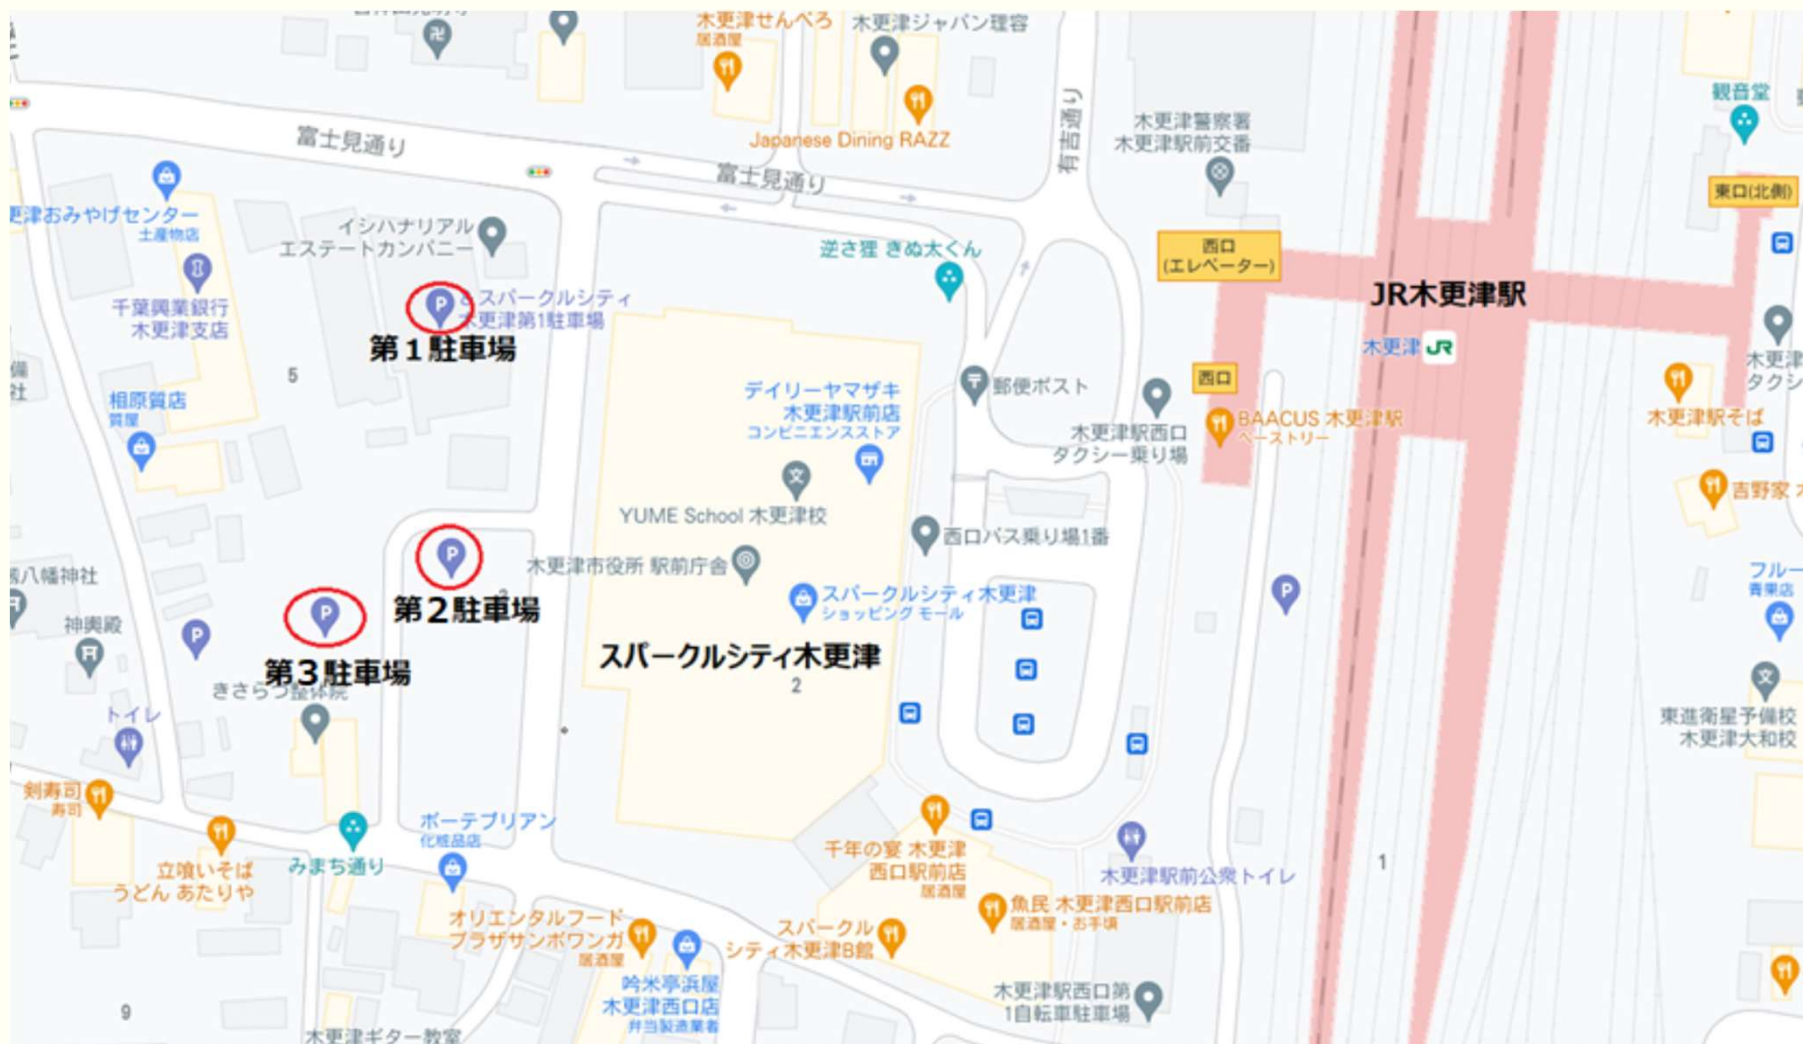 木更津せんべろ
居酒屋
木更津ジャパン理容
Japanese Dining RAZZ
富士見通り
富士見通り
有吉通り
木更津警察署
木更津駅前交番
観音堂
東口(北側)
更津おみやげセンター
土産物店
イシハナリアル
エステートカンパニー
千葉興業銀行
木更津支店
スパークルシティ
木更津第1駐車場
第1駐車場
P
逆さ狸 きぬ太くん
西口
(エレベーター)
JR木更津駅
木更津 JR
西口
5
相原質店
質屋
デイリーヤマザキ
木更津駅前店
コンビニエンスストア
郵便ポスト
木更津駅西口
タクシー乗り場
BAACUS 木更津駅
ペーストリー
木更津
タクシ
木更津駅そば
吉野家
YUME School 木更津校
木更津市役所 駅前庁舎
西口バス乗り場1番
P
第2駐車場
P
第3駐車場
P
P
八幡神社
神輿殿
スパークルシティ木更津
ショッピング モール
スパークルシティ木更津
2
フルー
青果店
きさらづ整体院
トイレ
東進衛星予備校
木更津大和校
剣寿司
寿司
立喰いそば
うどん あたりや
みまち通り
ボーテブリアン
化粧品店
千年の宴 木更津
西口駅前店
居酒屋
木更津駅前公衆トイレ
1
オリエンタルフード
プラザサンボワンガ
居酒屋
スパークル
シティ木更津B館
魚民 木更津西口駅前店
居酒屋・お手頃
吟米亭浜屋
木更津西口店
弁当製造業者
木更津駅西口第
1自転車駐車場
9
木更津ギター教室